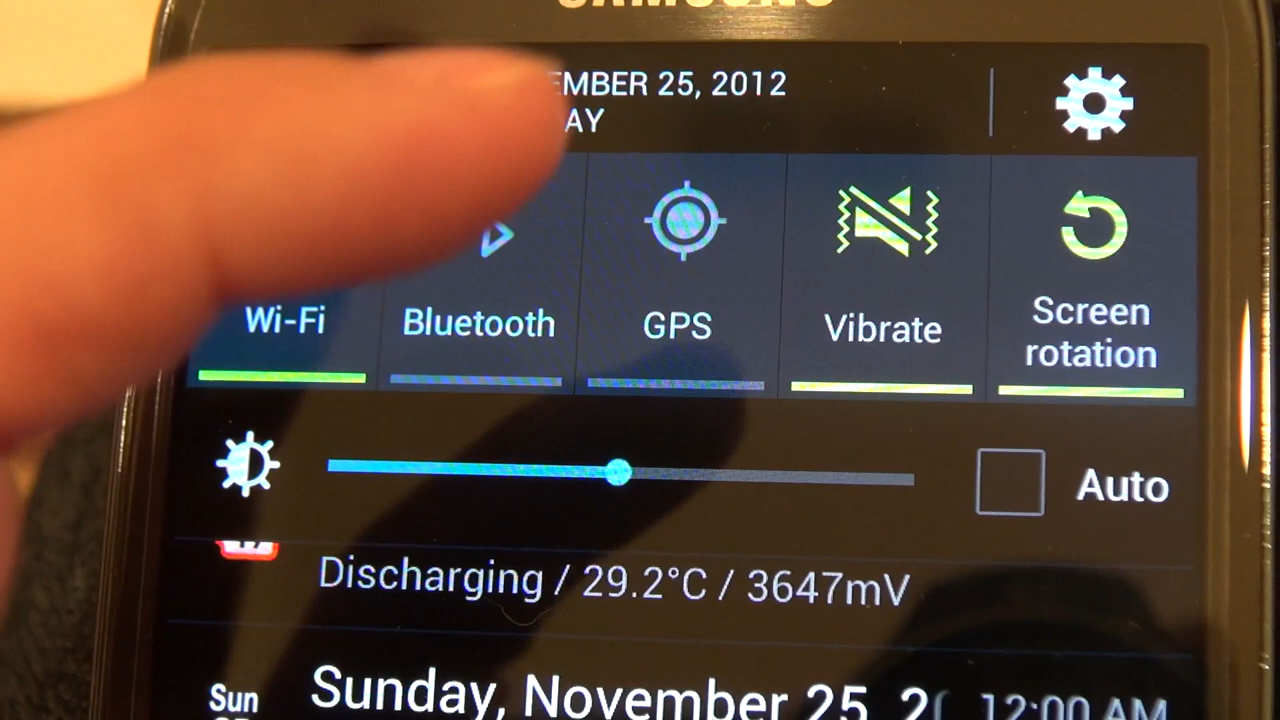 SAMSUNG
EMBER 25, 2012
AY
Wi-Fi
Bluetooth
GPS
Vibrate
Screen
rotation
Auto
Discharging / 29.2°C / 3647mV
Sunday, November 25, 2
12:00 AM
Sun